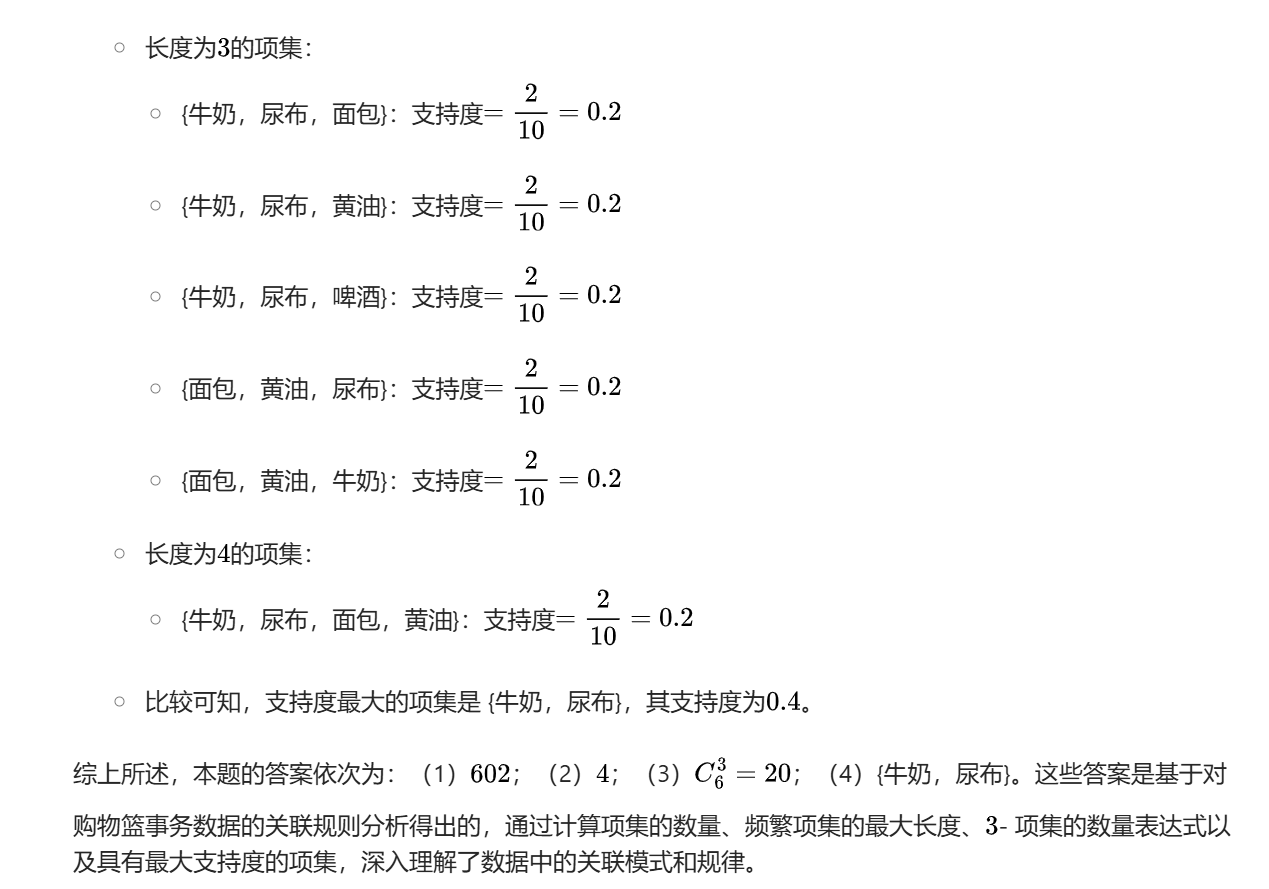 长度为3的项集：
{牛奶，尿布，面包}：支持度= 2/10 = 0.2
{牛奶，尿布，黄油}：支持度= 2/10 = 0.2
{牛奶，尿布，啤酒}：支持度= 2/10 = 0.2
{面包，黄油，尿布}：支持度= 2/10 = 0.2
{面包，黄油，牛奶}：支持度= 2/10 = 0.2
长度为4的项集：
{牛奶，尿布，面包，黄油}：支持度= 2/10 = 0.2
比较可知，支持度最大的项集是 {牛奶，尿布}，其支持度为0.4。
综上所述，本题的答案依次为：（1）602；（2）4；（3）C_6^3 = 20；（4）{牛奶，尿布}。这些答案是基于对
购物篮事务数据的关联规则分析得出的，通过计算项集的数量、频繁项集的最大长度、3- 项集的数量表达式以
及具有最大支持度的项集，深入理解了数据中的关联模式和规律。